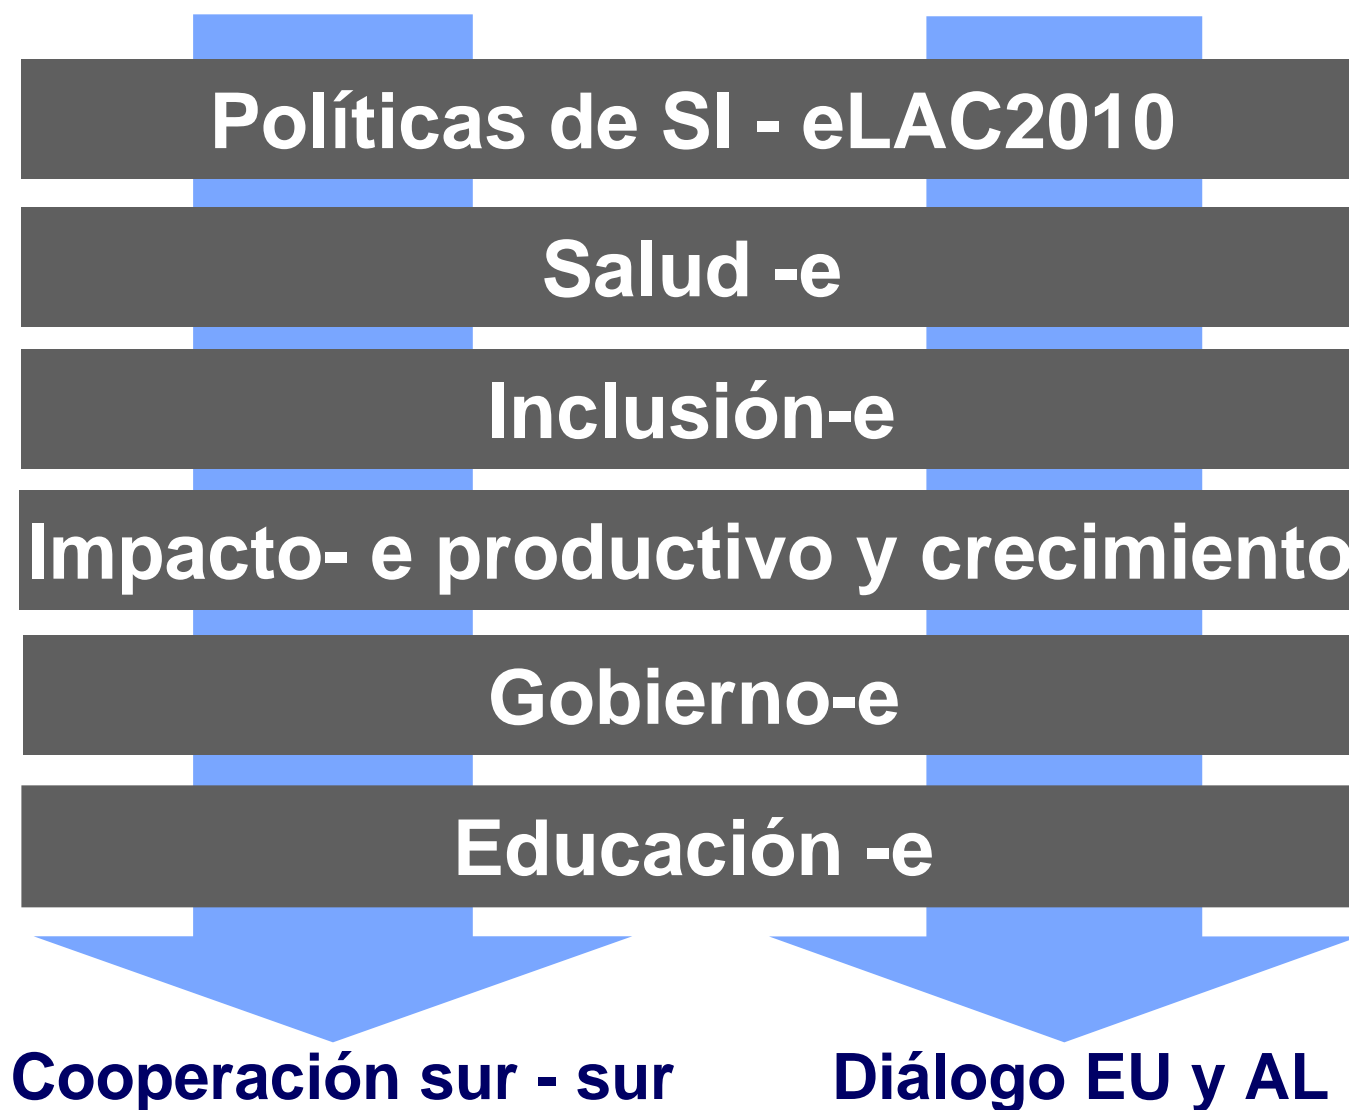 Políticas de SI - eLAC2010
Salud -e
Inclusión-e
Impacto- e productivo y crecimiento
Gobierno-e
Educación -e
Cooperación sur - sur
Diálogo EU y AL